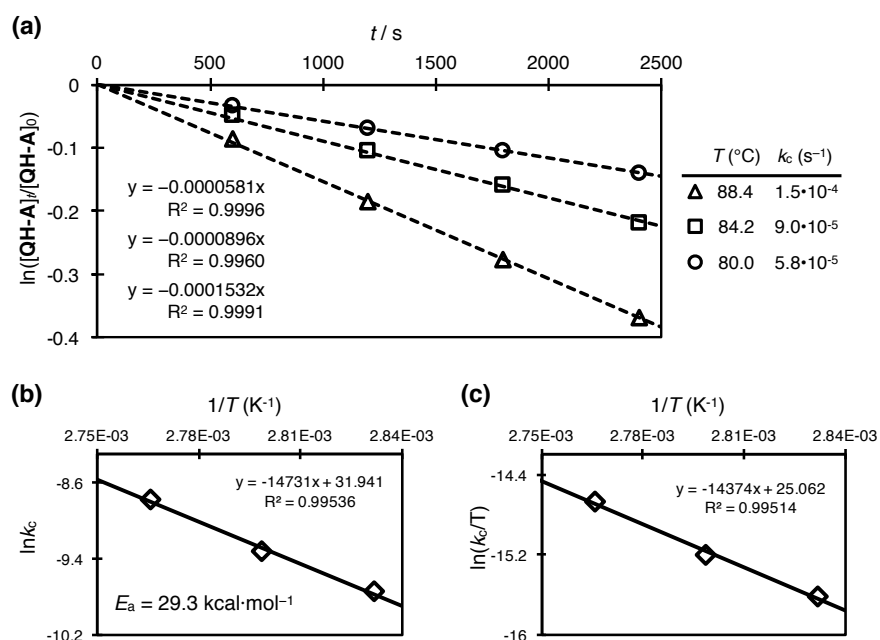 (a)
t / s
0 500 1000 1500 2000 2500
0
-0.1
-0.2
-0.3
-0.4
ln([QH-A]t/[QH-A]0)
y = −0.0000581x
R² = 0.9996
y = −0.0000896x
R² = 0.9960
y = −0.0001532x
R² = 0.9991
T (°C) kc (s⁻¹)
88.4 1.5•10⁻⁴
84.2 9.0•10⁻⁵
80.0 5.8•10⁻⁵
(b)
1/T (K⁻¹)
2.75E-03 2.78E-03 2.81E-03 2.84E-03
-8.6
-9.4
-10.2
lnkc
y = -14731x + 31.941
R² = 0.99536
Ea = 29.3 kcal·mol⁻¹
(c)
1/T (K⁻¹)
2.75E-03 2.78E-03 2.81E-03 2.84E-03
-14.4
-15.2
-16
ln(kc/T)
y = -14374x + 25.062
R² = 0.99514